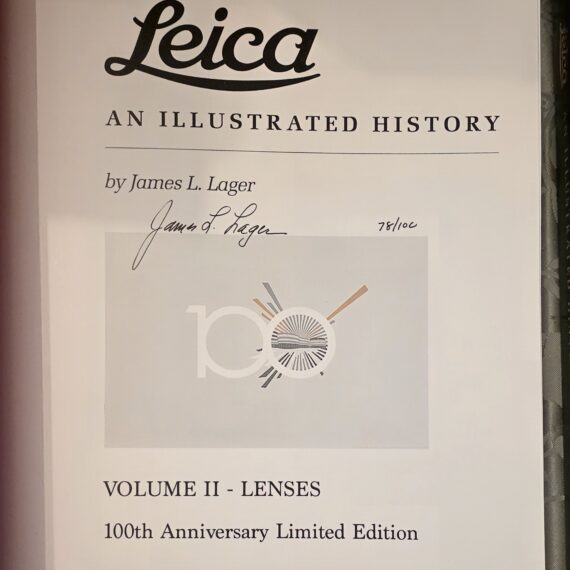 Leica
AN ILLUSTRATED HISTORY
by James L. Lager
James L. Lager 78/100
100
VOLUME II - LENSES
100th Anniversary Limited Edition